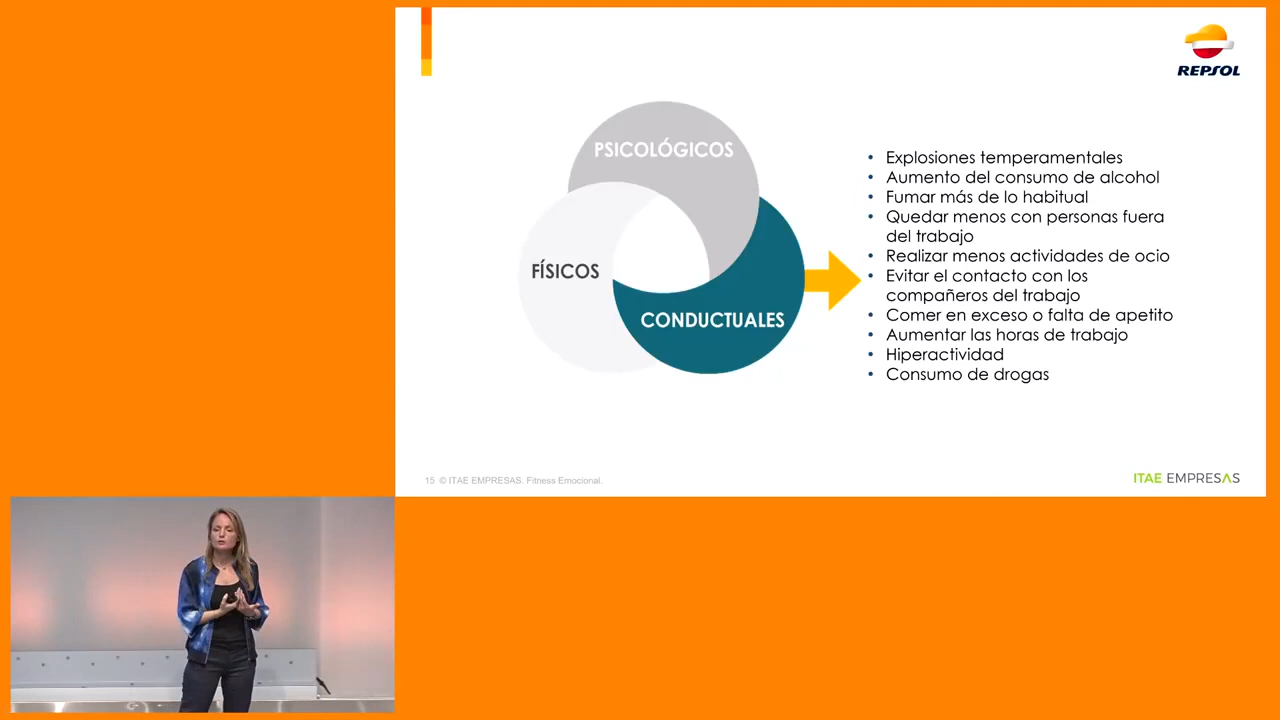 REPSOL
PSICOLÓGICOS
FÍSICOS
CONDUCTUALES
• Explosiones temperamentales
• Aumento del consumo de alcohol
• Fumar más de lo habitual
• Quedar menos con personas fuera
del trabajo
• Realizar menos actividades de ocio
• Evitar el contacto con los
compañeros del trabajo
• Comer en exceso o falta de apetito
• Aumentar las horas de trabajo
• Hiperactividad
• Consumo de drogas
15 © ITAE EMPRESAS. Fitness Emocional.
ITAE EMPRESAS